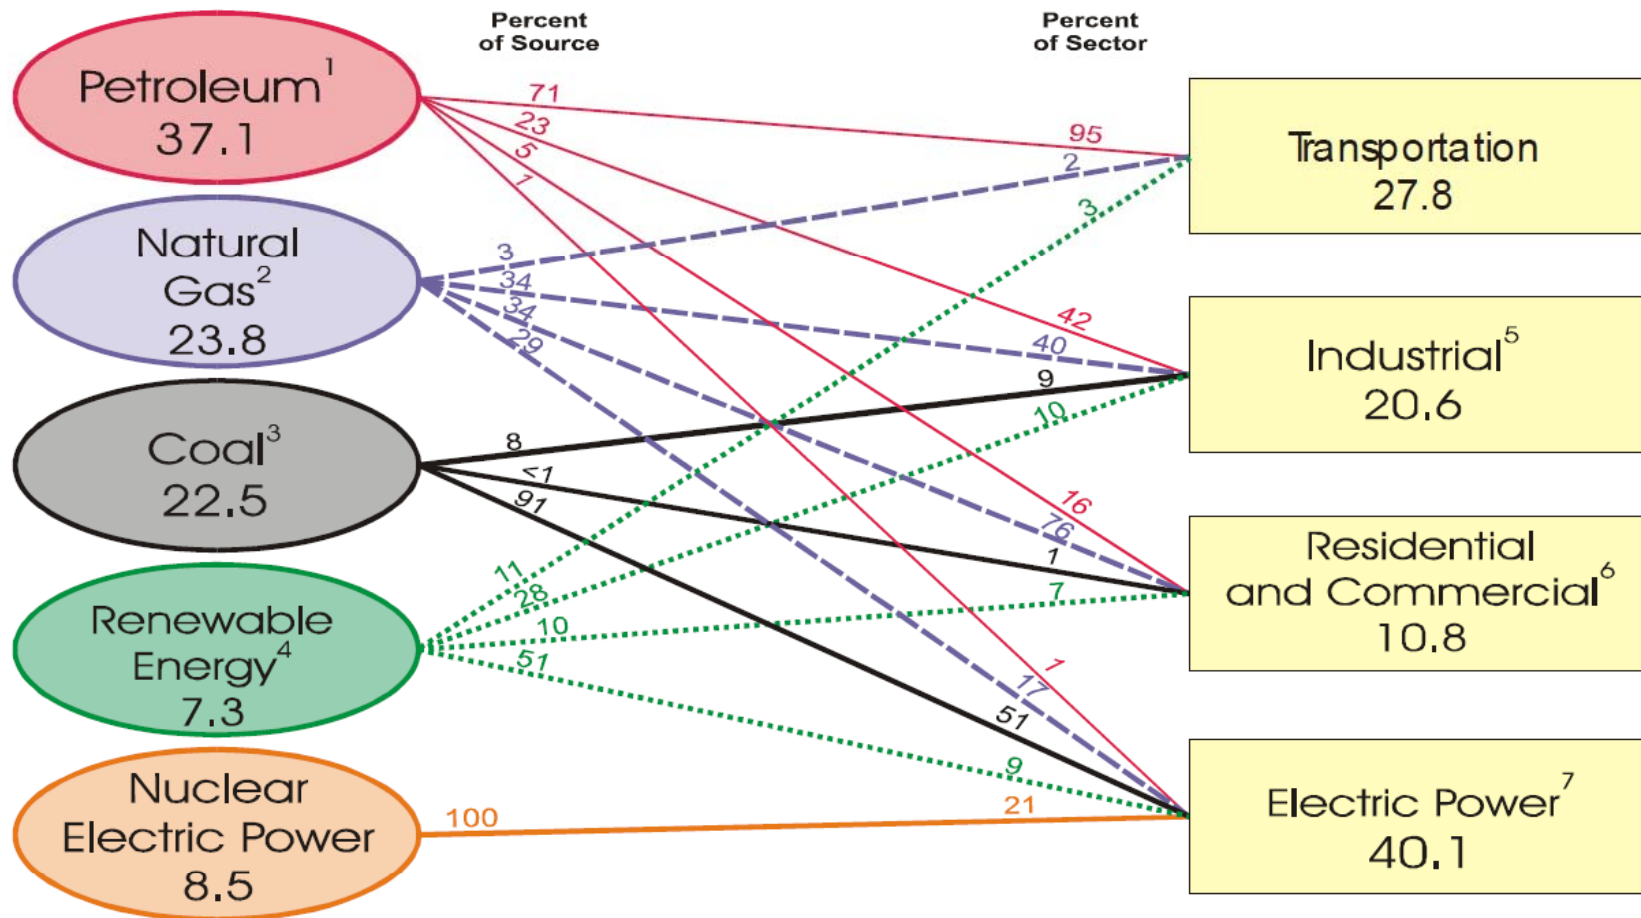 Percent
of Source
Percent
of Sector
Petroleum1
37.1
Natural
Gas2
23.8
Coal3
22.5
Renewable
Energy4
7.3
Nuclear
Electric Power
8.5
71
23
5
1
3
34
34
29
8
<1
91
11
28
10
51
100
95
2
3
42
40
9
10
16
76
1
7
1
17
51
9
21
Transportation
27.8
Industrial5
20.6
Residential
and Commercial6
10.8
Electric Power7
40.1